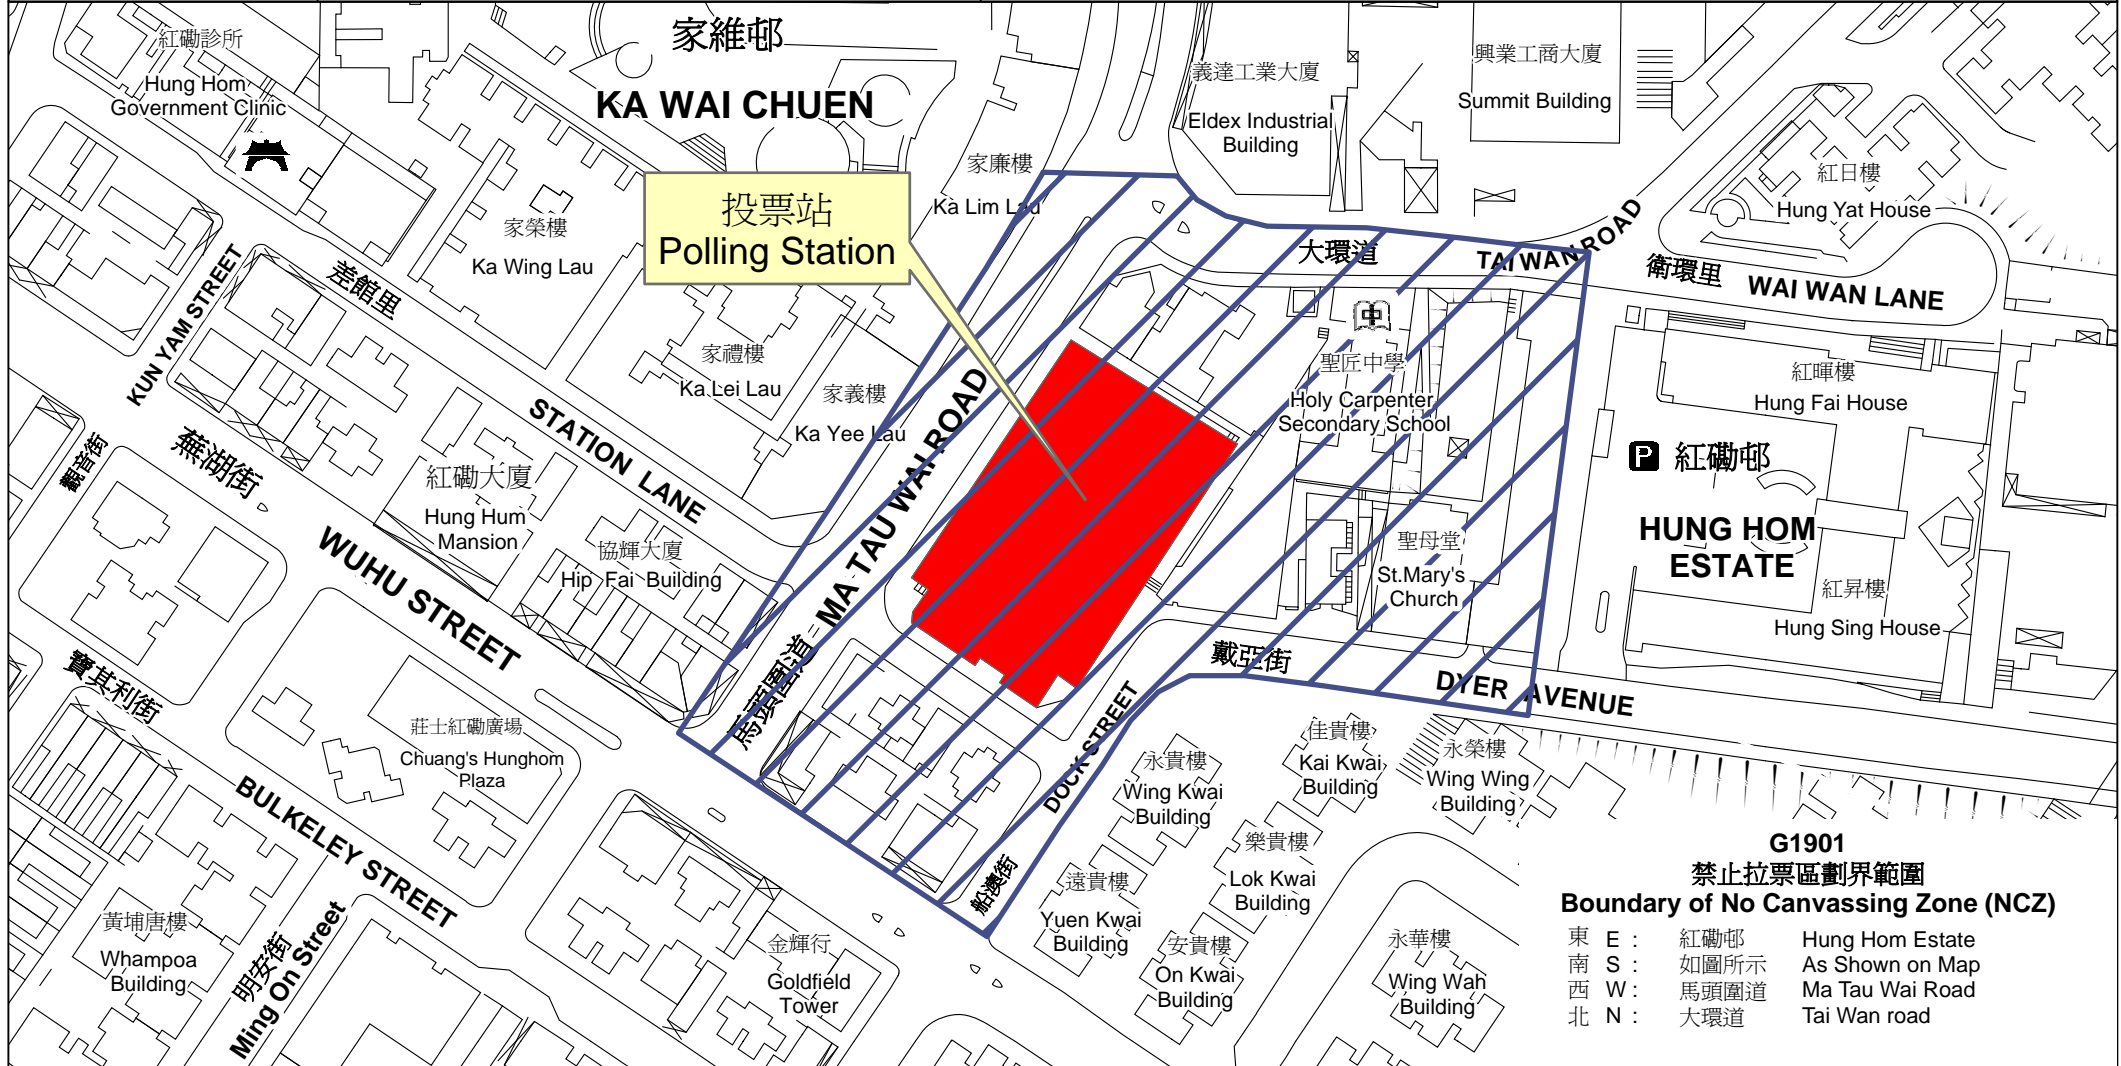 紅磡診所
Hung Hom
Government Clinic
家維邨
KA WAI CHUEN
義達工業大廈
Eldex Industrial
Building
興業工商大廈
Summit Building
紅日樓
Hung Yat House
家廉樓
Ka Lim Lau
投票站
Polling Station
家榮樓
Ka Wing Lau
KUN YAM STREET
差館里
STATION LANE
大環道
TAI WAN ROAD
衛環里
WAI WAN LANE
中
聖匠中學
Holy Carpenter
Secondary School
家禮樓
Ka Lei Lau
家義樓
Ka Yee Lau
MA TAU WAI ROAD
馬頭圍道
紅暉樓
Hung Fai House
P
紅磡邨
HUNG HOM
ESTATE
觀音街
蕪湖街
WUHU STREET
紅磡大廈
Hung Hum
Mansion
協輝大廈
Hip Fai Building
聖母堂
St.Mary's
Church
紅昇樓
Hung Sing House
戴亞街
DYER AVENUE
寶其利街
BULKELEY STREET
莊士紅磡廣場
Chuang's Hunghom
Plaza
DOCK STREET
船澳街
永貴樓
Wing Kwai
Building
佳貴樓
Kai Kwai
Building
永榮樓
Wing Wing
Building
樂貴樓
Lok Kwai
Building
遠貴樓
Yuen Kwai
Building
安貴樓
On Kwai
Building
永華樓
Wing Wah
Building
黃埔唐樓
Whampoa
Building
明安街
Ming On Street
金輝行
Goldfield
Tower
G1901
禁止拉票區劃界範圍
Boundary of No Canvassing Zone (NCZ)
東 E : 紅磡邨 Hung Hom Estate
南 S : 如圖所示 As Shown on Map
西 W : 馬頭圍道 Ma Tau Wai Road
北 N : 大環道 Tai Wan road